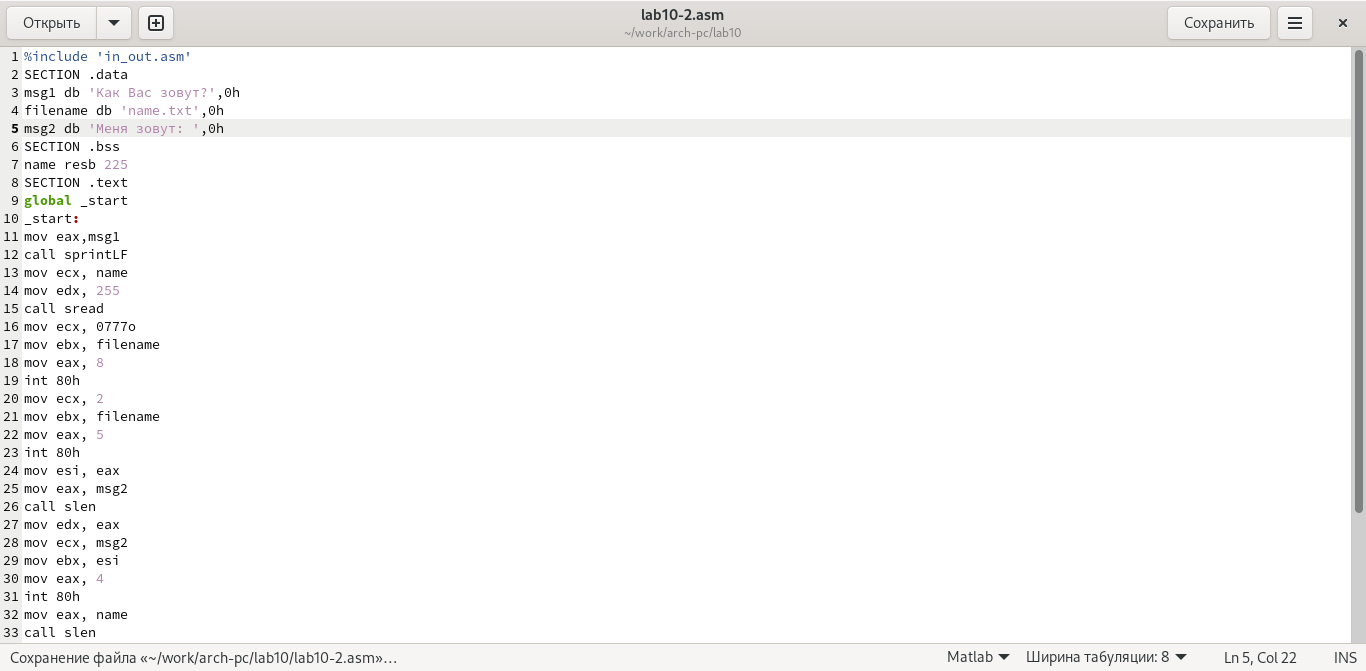 Открыть
lab10-2.asm
~/work/arch-pc/lab10
Сохранить
1 %include 'in_out.asm'
2 SECTION .data
3 msg1 db 'Как Вас зовут?',0h
4 filename db 'name.txt',0h
5 msg2 db 'Меня зовут: ',0h
6 SECTION .bss
7 name resb 225
8 SECTION .text
9 global _start
10 _start:
11 mov eax,msg1
12 call sprintLF
13 mov ecx, name
14 mov edx, 255
15 call sread
16 mov ecx, 0777o
17 mov ebx, filename
18 mov eax, 8
19 int 80h
20 mov ecx, 2
21 mov ebx, filename
22 mov eax, 5
23 int 80h
24 mov esi, eax
25 mov eax, msg2
26 call slen
27 mov edx, eax
28 mov ecx, msg2
29 mov ebx, esi
30 mov eax, 4
31 int 80h
32 mov eax, name
33 call slen
Сохранение файла «~/work/arch-pc/lab10/lab10-2.asm»... Matlab Ширина табуляции: 8 Ln 5, Col 22 INS